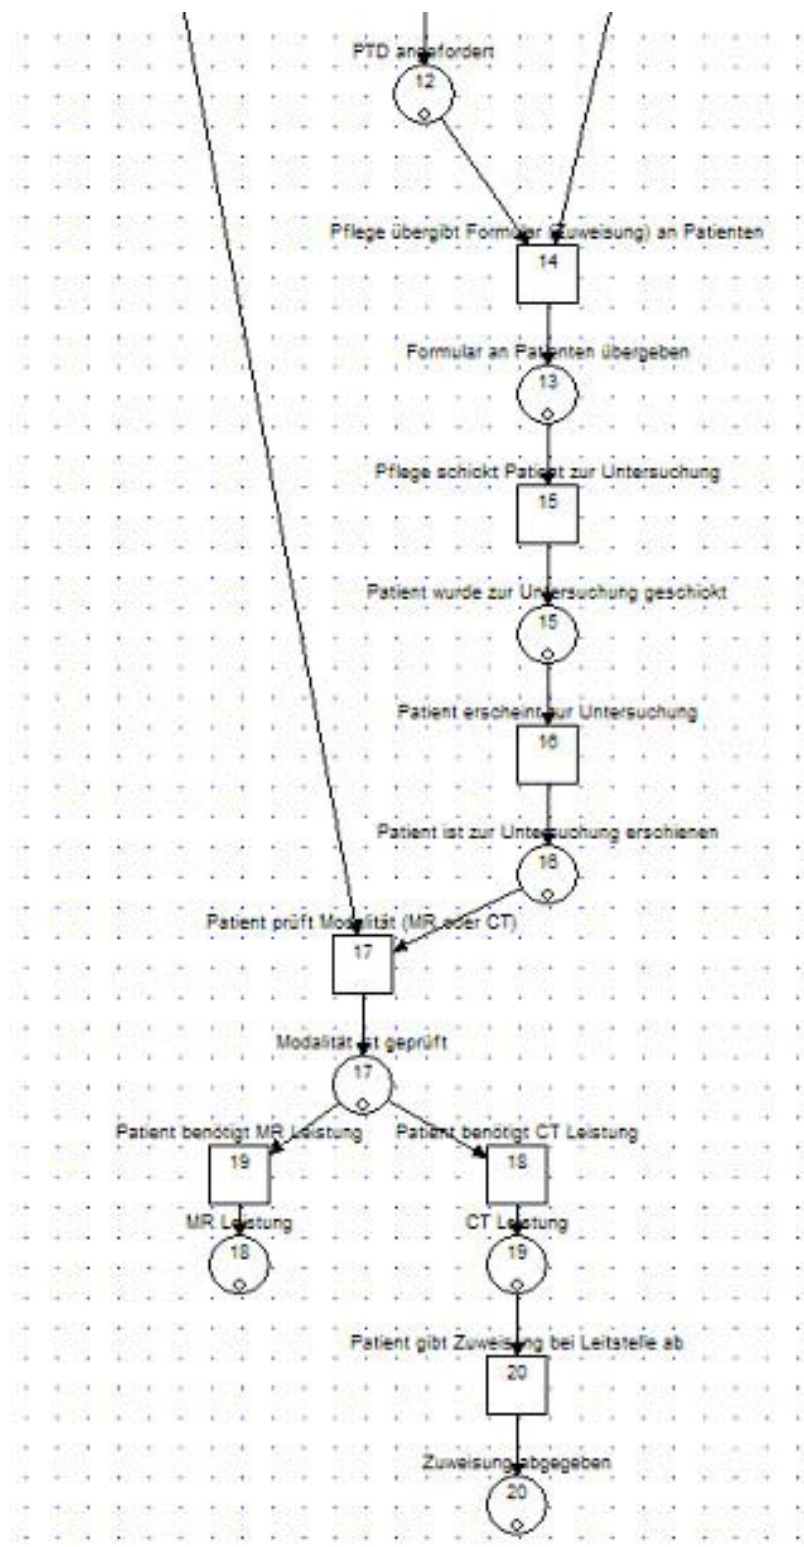 PTD angefordert
12
Pflege übergibt Formular (Zuweisung) an Patienten
14
Formular an Patienten übergeben
13
Pflege schickt Patient zur Untersuchung
15
Patient wurde zur Untersuchung geschickt
15
Patient erscheint zur Untersuchung
16
Patient ist zur Untersuchung erschienen
16
Patient prüft Modalität (MR oder CT)
17
Modalität ist geprüft
17
Patient benötigt MR Leistung Patient benötigt CT Leistung
19 18
MR Leistung CT Leistung
18 19
Patient gibt Zuweisung bei Leitstelle ab
20
Zuweisung abgegeben
20